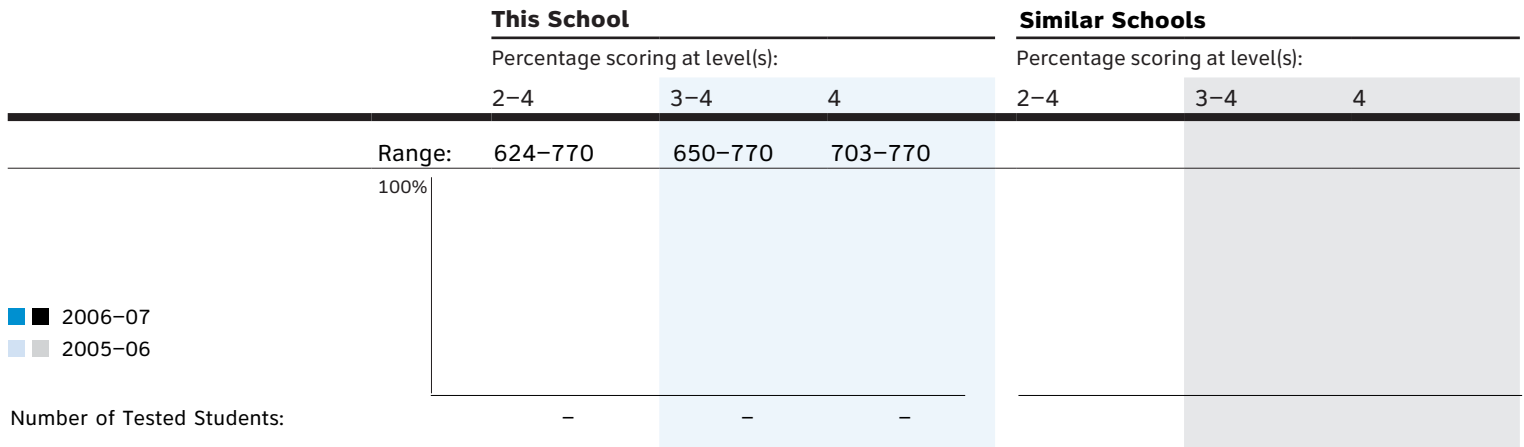 This School Similar Schools
Percentage scoring at level(s): Percentage scoring at level(s):
2–4 3–4 4 2–4 3–4 4
Range: 624–770 650–770 703–770
100%
2006–07
2005–06
Number of Tested Students: – – –